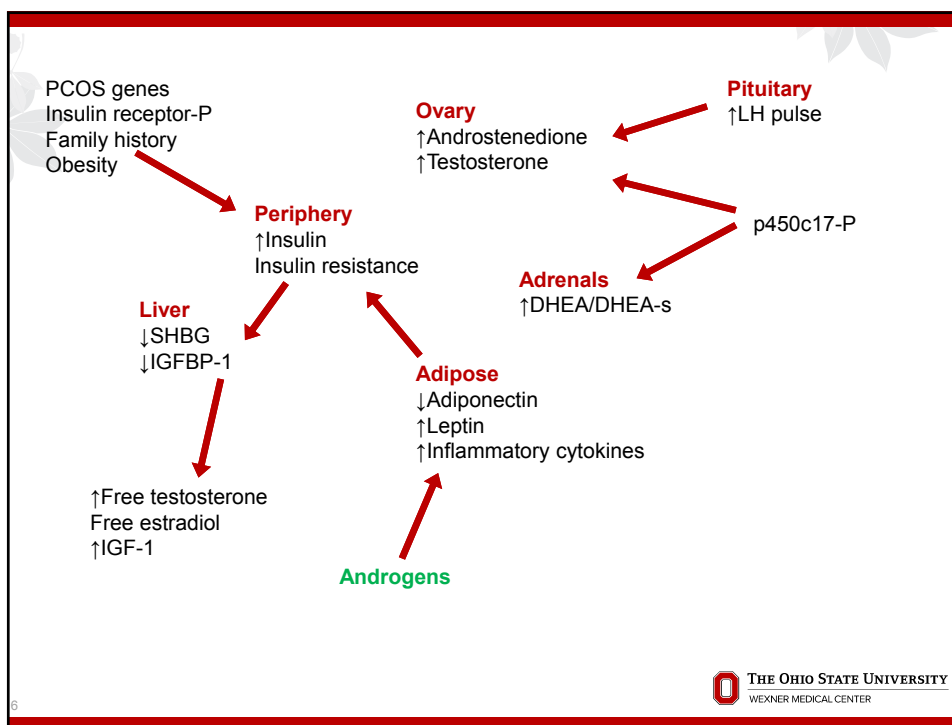 PCOS genes
Insulin receptor-P
Family history
Obesity
Periphery
↑Insulin
Insulin resistance
Liver
↓SHBG
↓IGFBP-1
↑Free testosterone
Free estradiol
↑IGF-1
Ovary
↑Androstenedione
↑Testosterone
Pituitary
↑LH pulse
p450c17-P
Adrenals
↑DHEA/DHEA-s
Adipose
↓Adiponectin
↑Leptin
↑Inflammatory cytokines
Androgens
6
THE OHIO STATE UNIVERSITY
WEXNER MEDICAL CENTER